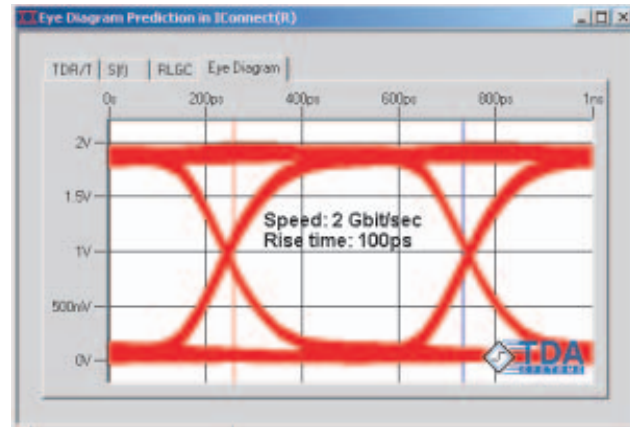 Eye Diagram Prediction in IConnect(R)
TDR/T S(f) RLGC Eye Diagram
0s 200ps 400ps 600ps 800ps 1ns
2V
1.5V
Speed: 2 Gbit/sec
Rise time: 100ps
1V
500mV
0V
TDA
SYSTEMS